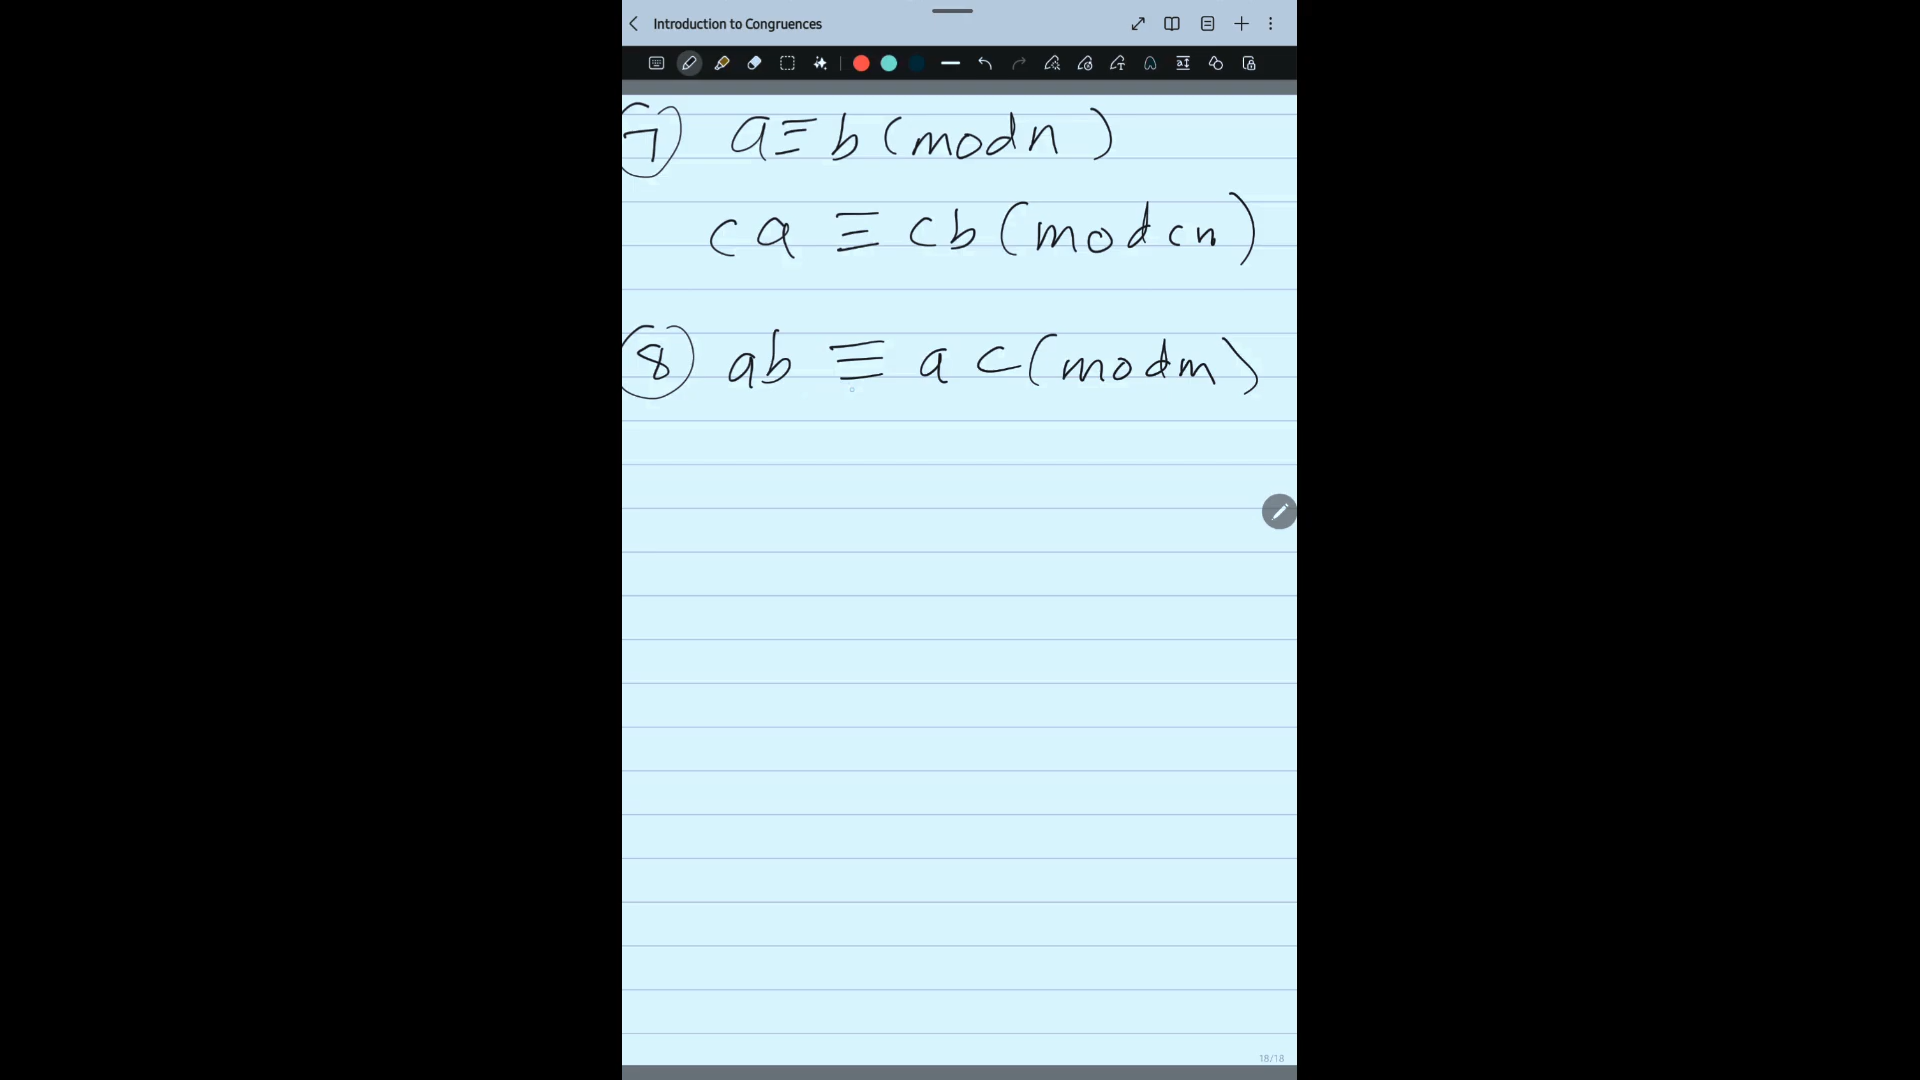 Introduction to Congruences
⑦ a ≡ b (mod n)
ca ≡ cb (mod cn)
⑧ ab ≡ ac (mod m)
18/18